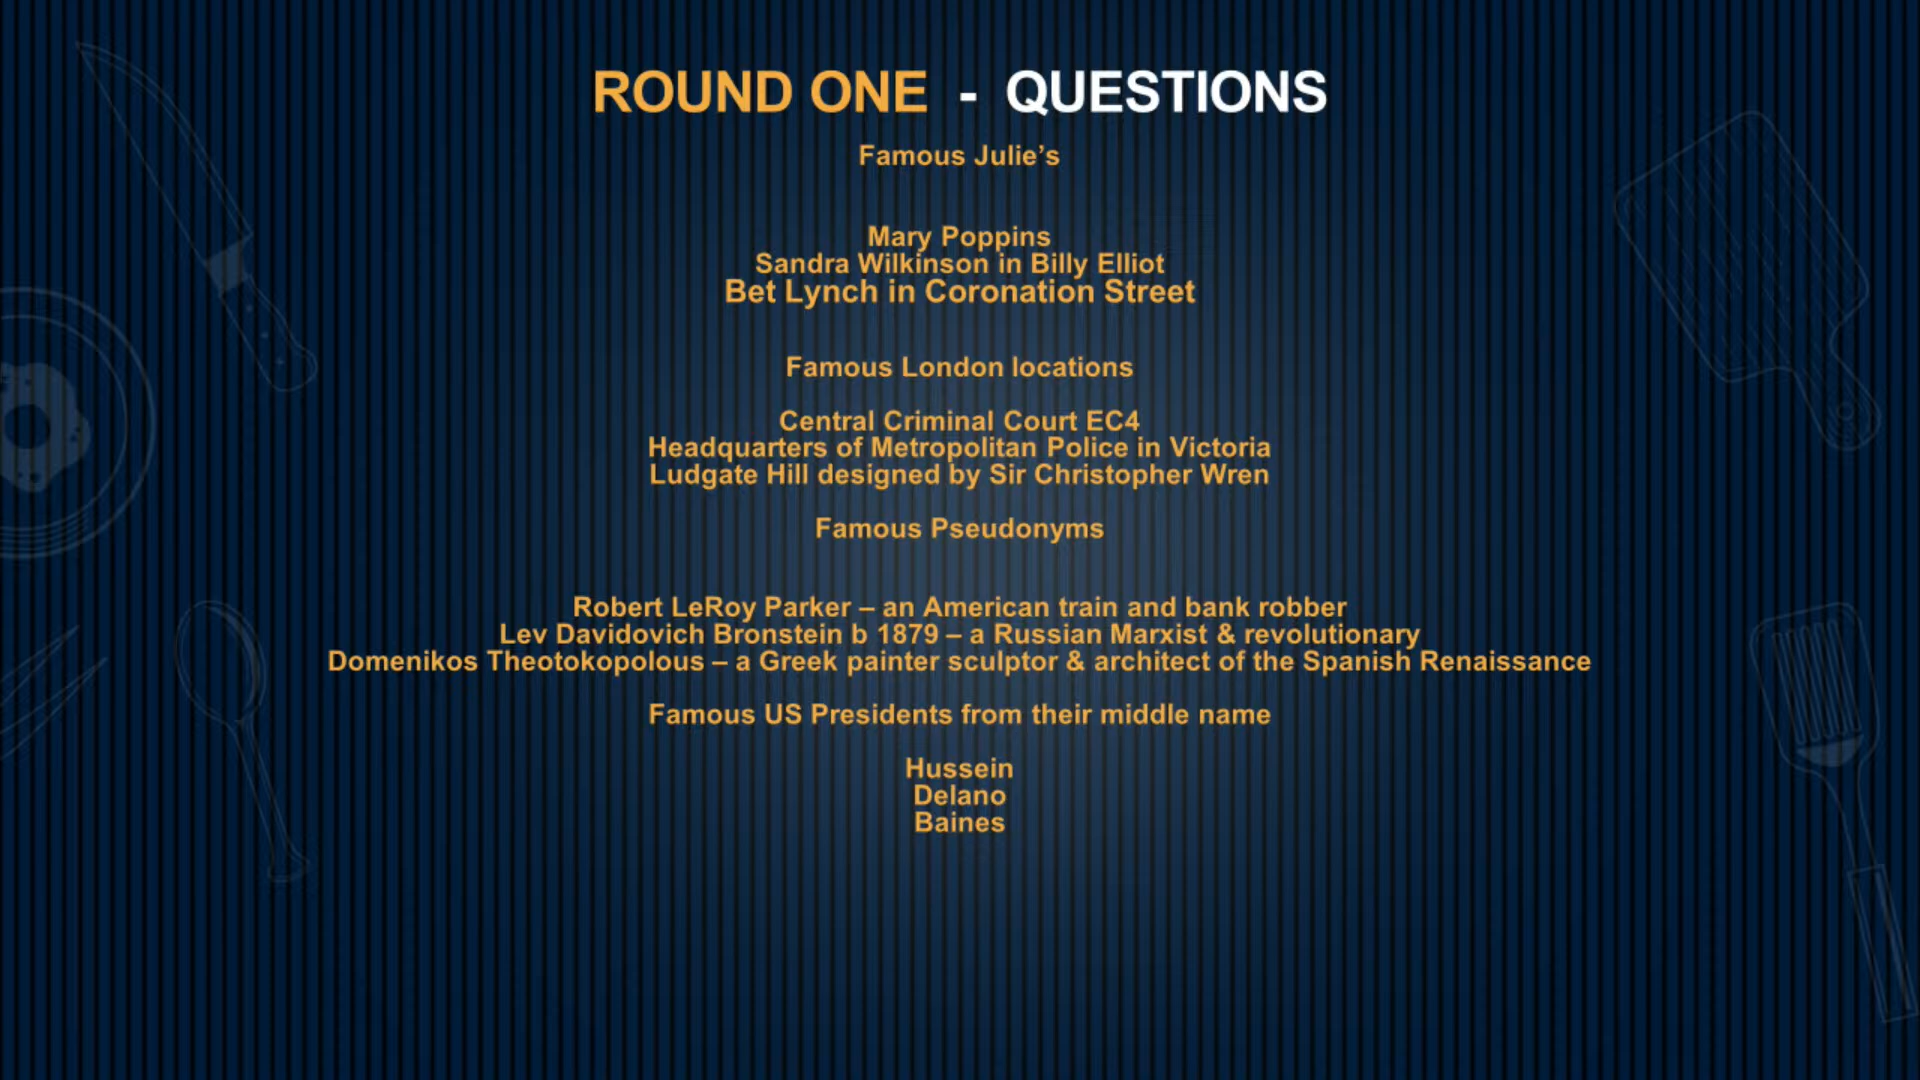 ROUND ONE - QUESTIONS
Famous Julie’s
Mary Poppins
Sandra Wilkinson in Billy Elliot
Bet Lynch in Coronation Street
Famous London locations
Central Criminal Court EC4
Headquarters of Metropolitan Police in Victoria
Ludgate Hill designed by Sir Christopher Wren
Famous Pseudonyms
Robert LeRoy Parker – an American train and bank robber
Lev Davidovich Bronstein b 1879 – a Russian Marxist & revolutionary
Domenikos Theotokopolous – a Greek painter sculptor & architect of the Spanish Renaissance
Famous US Presidents from their middle name
Hussein
Delano
Baines